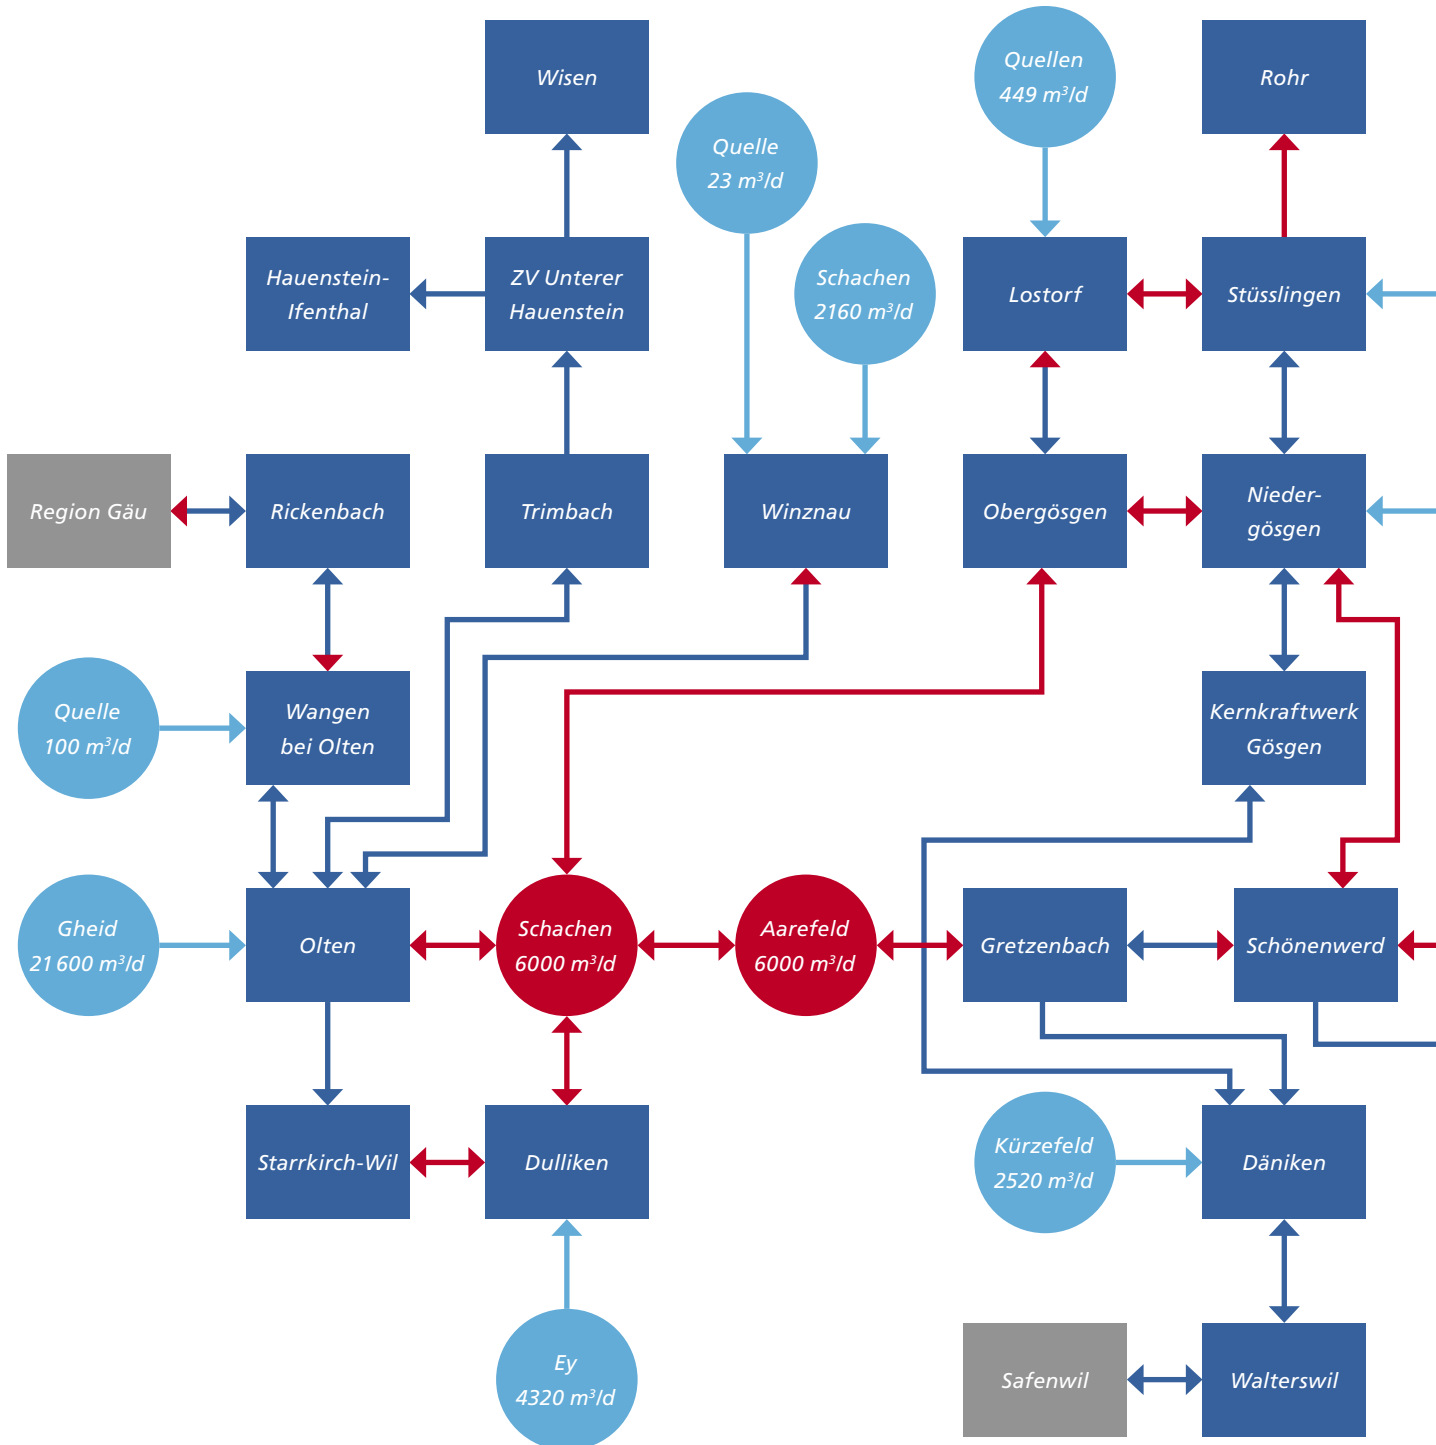 Wisen
Quellen
449 m³/d
Rohr
Quelle
23 m³/d
Hauenstein-
Ifenthal
ZV Unterer
Hauenstein
Schachen
2160 m³/d
Lostorf
Stüsslingen
Region Gäu
Rickenbach
Trimbach
Winznau
Obergösgen
Nieder-
gösgen
Quelle
100 m³/d
Wangen
bei Olten
Kernkraftwerk
Gösgen
Gheid
21 600 m³/d
Olten
Schachen
6000 m³/d
Aarefeld
6000 m³/d
Gretzenbach
Schönenwerd
Starrkirch-Wil
Dulliken
Kürzefeld
2520 m³/d
Däniken
Ey
4320 m³/d
Safenwil
Walterswil